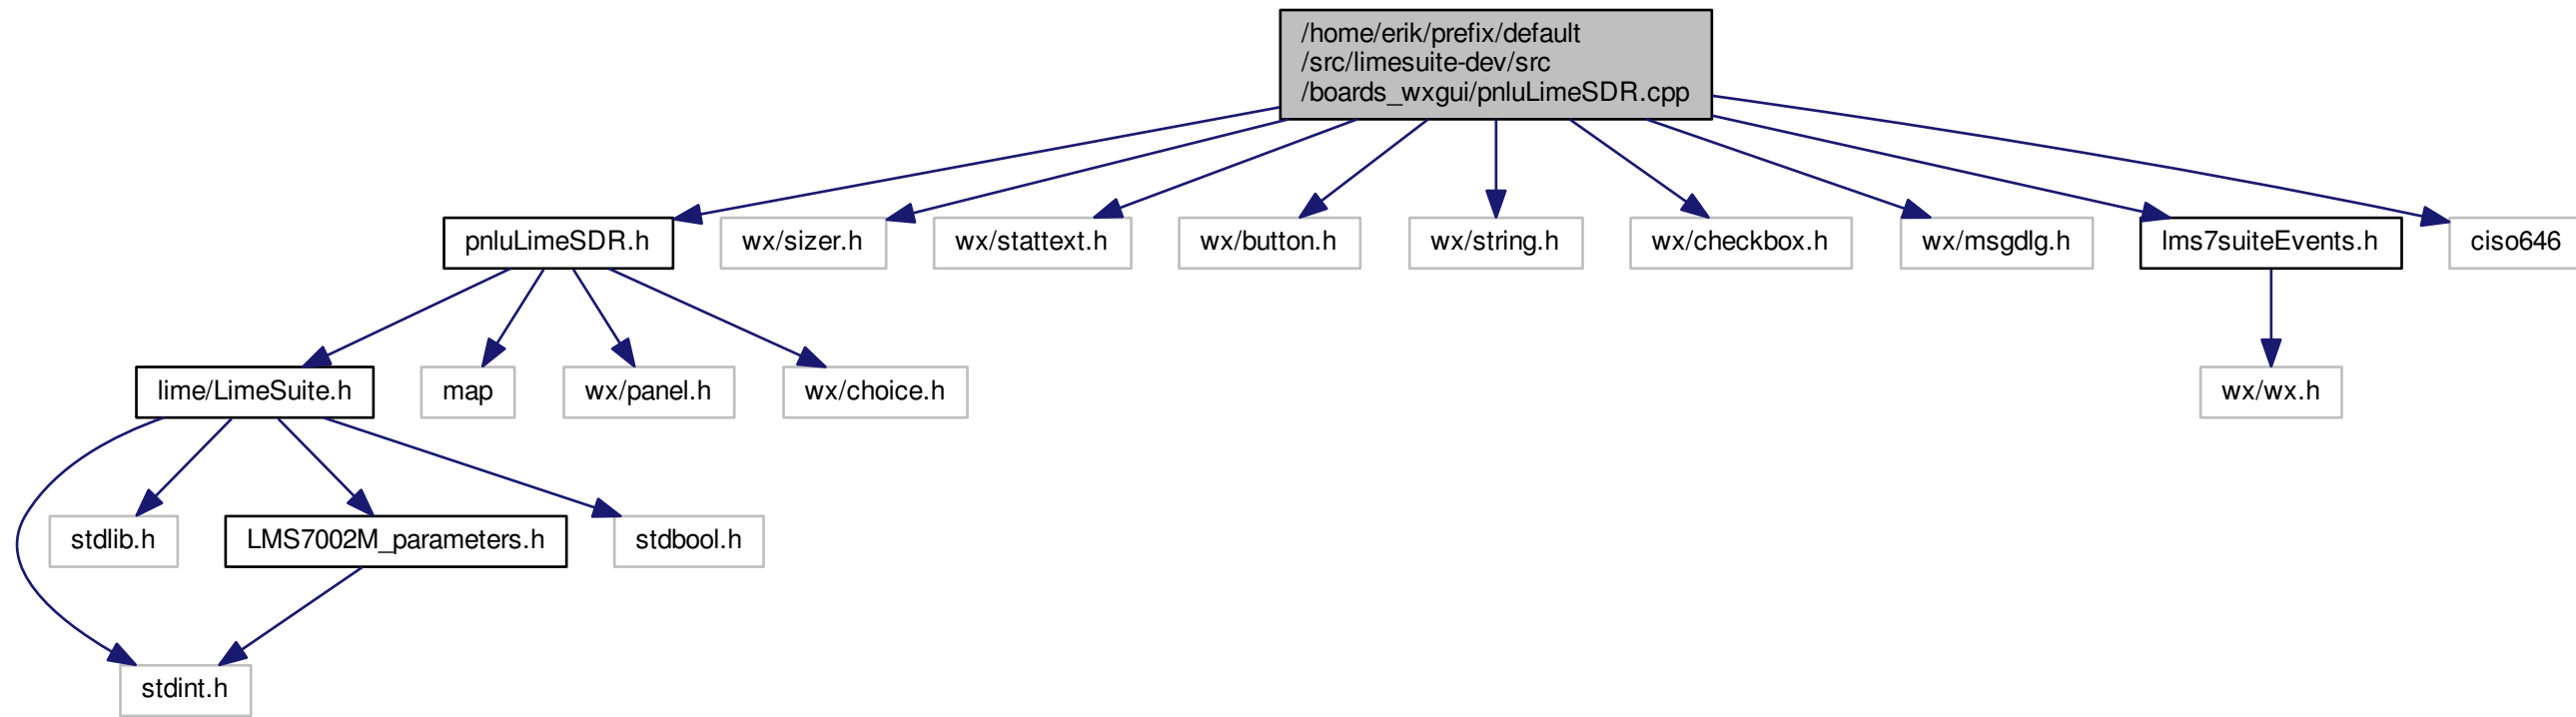 /home/erik/prefix/default
/src/limesuite-dev/src
/boards_wxgui/pnluLimeSDR.cpp
pnluLimeSDR.h
wx/sizer.h
wx/stattext.h
wx/button.h
wx/string.h
wx/checkbox.h
wx/msgdlg.h
lms7suiteEvents.h
ciso646
lime/LimeSuite.h
map
wx/panel.h
wx/choice.h
wx/wx.h
stdlib.h
LMS7002M_parameters.h
stdbool.h
stdint.h